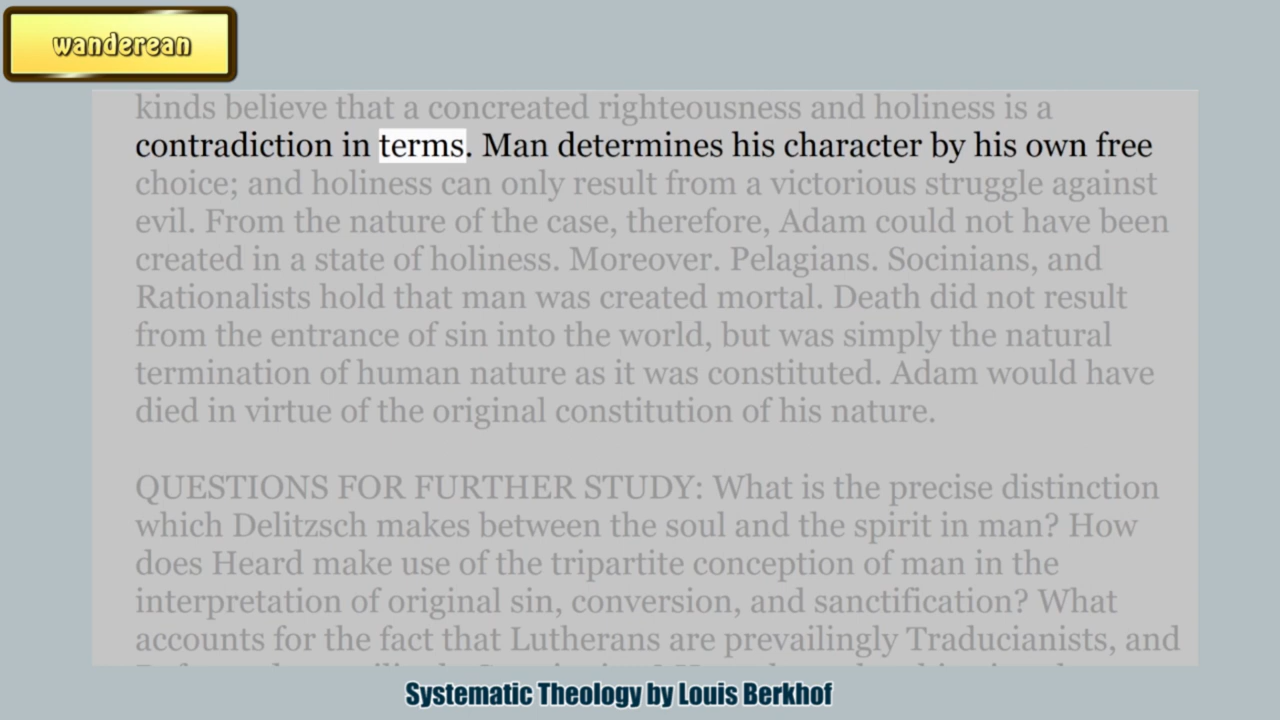 wanderean
kinds believe that a concreated righteousness and holiness is a
contradiction in terms. Man determines his character by his own free
choice; and holiness can only result from a victorious struggle against
evil. From the nature of the case, therefore, Adam could not have been
created in a state of holiness. Moreover. Pelagians. Socinians, and
Rationalists hold that man was created mortal. Death did not result
from the entrance of sin into the world, but was simply the natural
termination of human nature as it was constituted. Adam would have
died in virtue of the original constitution of his nature.
QUESTIONS FOR FURTHER STUDY: What is the precise distinction
which Delitzsch makes between the soul and the spirit in man? How
does Heard make use of the tripartite conception of man in the
interpretation of original sin, conversion, and sanctification? What
accounts for the fact that Lutherans are prevailingly Traducianists, and
Systematic Theology by Louis Berkhof